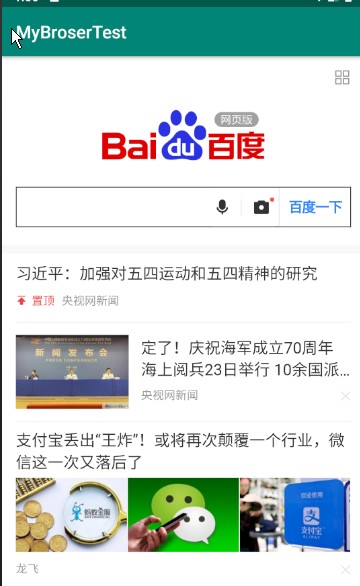 MyBroserTest
网页版
Bai du 百度
百度一下
习近平：加强对五四运动和五四精神的研究
置顶 央视网新闻
新闻发布会
定了！庆祝海军成立70周年
海上阅兵23日举行 10余国派...
央视网新闻
支付宝丢出“王炸”！或将再次颠覆一个行业，微
信这一次又落后了
蚂蚁金服
支付宝
ALIPAY
龙飞